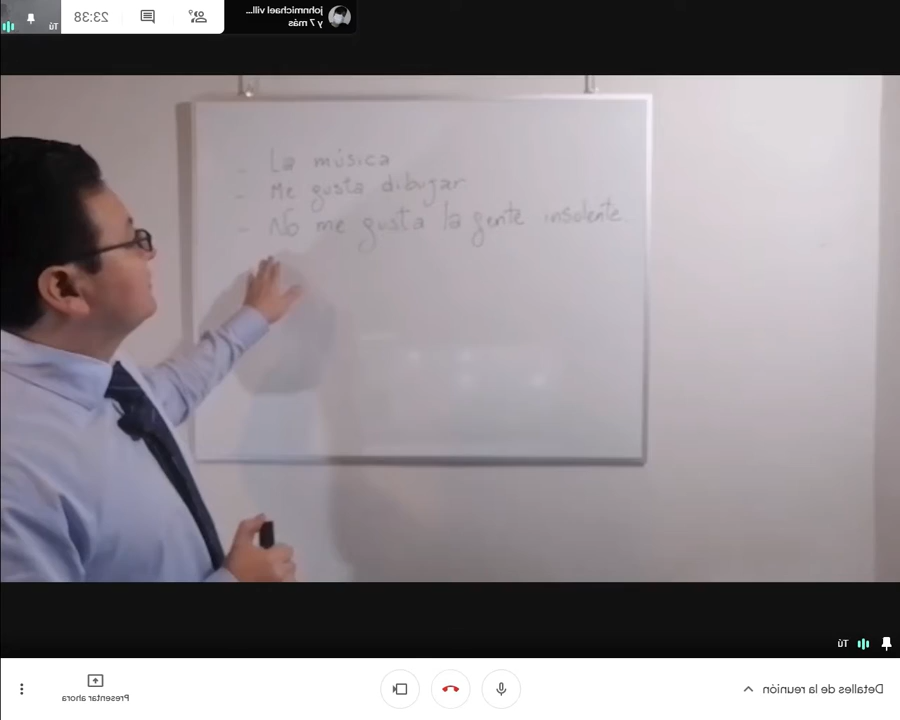 johnmichael vill...
y 7 más
9
23:38
Tú
- La música
- Me gusta dibujar
- No me gusta la gente insolente
Tú
Detalles de la reunión
Presentar ahora